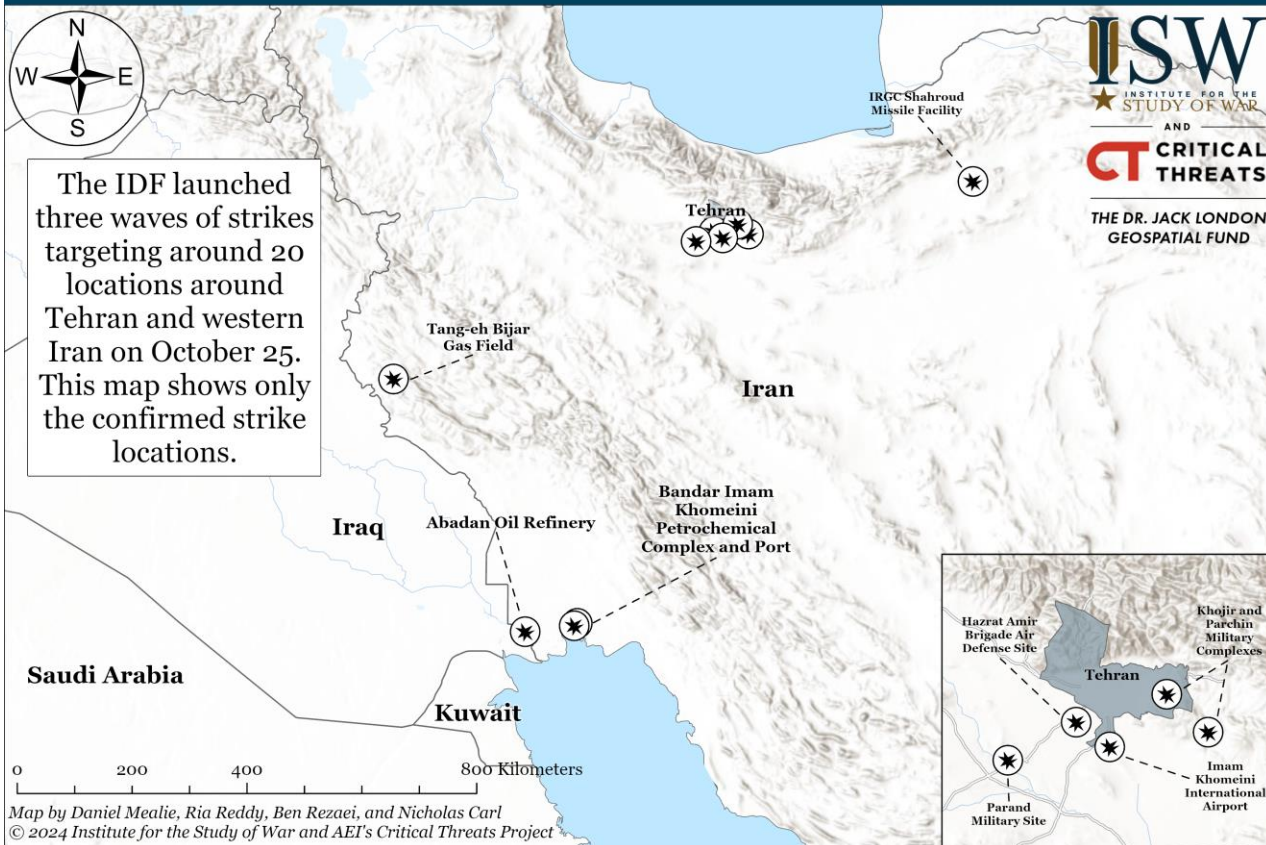 N
W E
S
The IDF launched
three waves of strikes
targeting around 20
locations around
Tehran and western
Iran on October 25.
This map shows only
the confirmed strike
locations.
ISW
INSTITUTE FOR THE
STUDY OF WAR
AND
CT CRITICAL
THREATS
THE DR. JACK LONDON
GEOSPATIAL FUND
IRGC Shahroud
Missile Facility
Tehran
Tang-eh Bijar
Gas Field
Iran
Bandar Imam
Khomeini
Petrochemical
Complex and Port
Iraq
Abadan Oil Refinery
Saudi Arabia
Kuwait
Hazrat Amir
Brigade Air
Defense Site
Khojir and
Parchin
Military
Complexes
Tehran
Parand
Military Site
Imam
Khomeini
International
Airport
0 200 400 800 Kilometers
Map by Daniel Mealie, Ria Reddy, Ben Rezaei, and Nicholas Carl
© 2024 Institute for the Study of War and AEI's Critical Threats Project